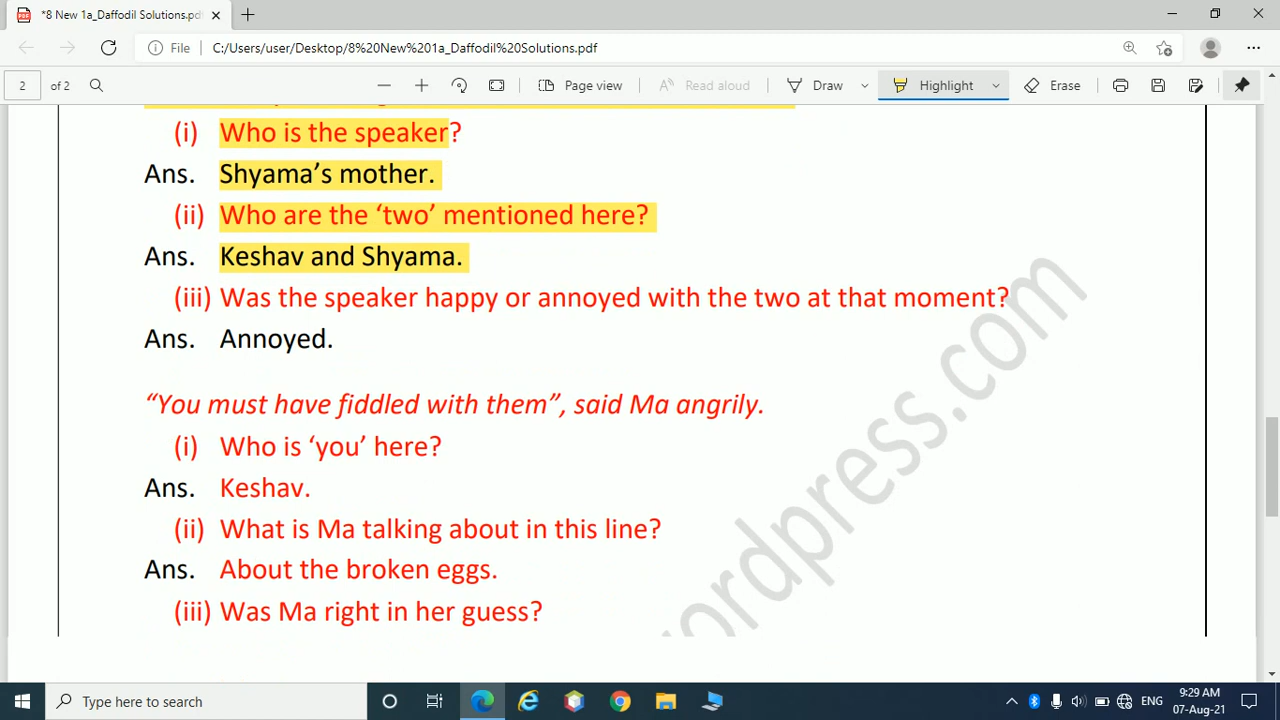 *8 New 1a_Daffodil Solutions.pdf
File C:/Users/user/Desktop/8%20New%201a_Daffodil%20Solutions.pdf
2 of 2 Page view Read aloud Draw Highlight Erase
(i) Who is the speaker?
Ans. Shyama’s mother.
(ii) Who are the ‘two’ mentioned here?
Ans. Keshav and Shyama.
(iii) Was the speaker happy or annoyed with the two at that moment?
Ans. Annoyed.
“You must have fiddled with them”, said Ma angrily.
(i) Who is ‘you’ here?
Ans. Keshav.
(ii) What is Ma talking about in this line?
Ans. About the broken eggs.
(iii) Was Ma right in her guess?
ordpress.com
Type here to search
ENG
9:29 AM
07-Aug-21